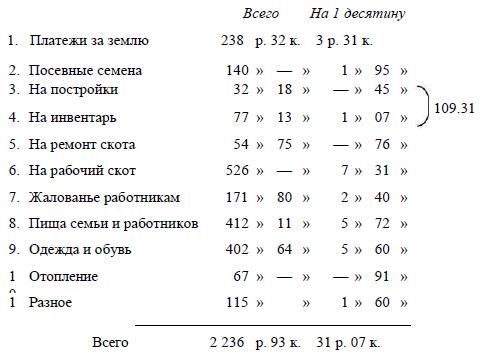 Всего На 1 десятину
1. Платежи за землю 238 р. 32 к. 3 р. 31 к.
2. Посевные семена 140 » — » 1 » 95 »
3. На постройки 32 » 18 » — » 45 »
109.31
4. На инвентарь 77 » 13 » 1 » 07 »
5. На ремонт скота 54 » 75 » — » 76 »
6. На рабочий скот 526 » — » 7 » 31 »
7. Жалованье работникам 171 » 80 » 2 » 40 »
8. Пища семьи и работников 412 » 11 » 5 » 72 »
9. Одежда и обувь 402 » 64 » 5 » 60 »
1 Отопление 67 » — » — » 91 »
1 Разное 115 » » 1 » 60 »
Всего 2 236 р. 93 к. 31 р. 07 к.